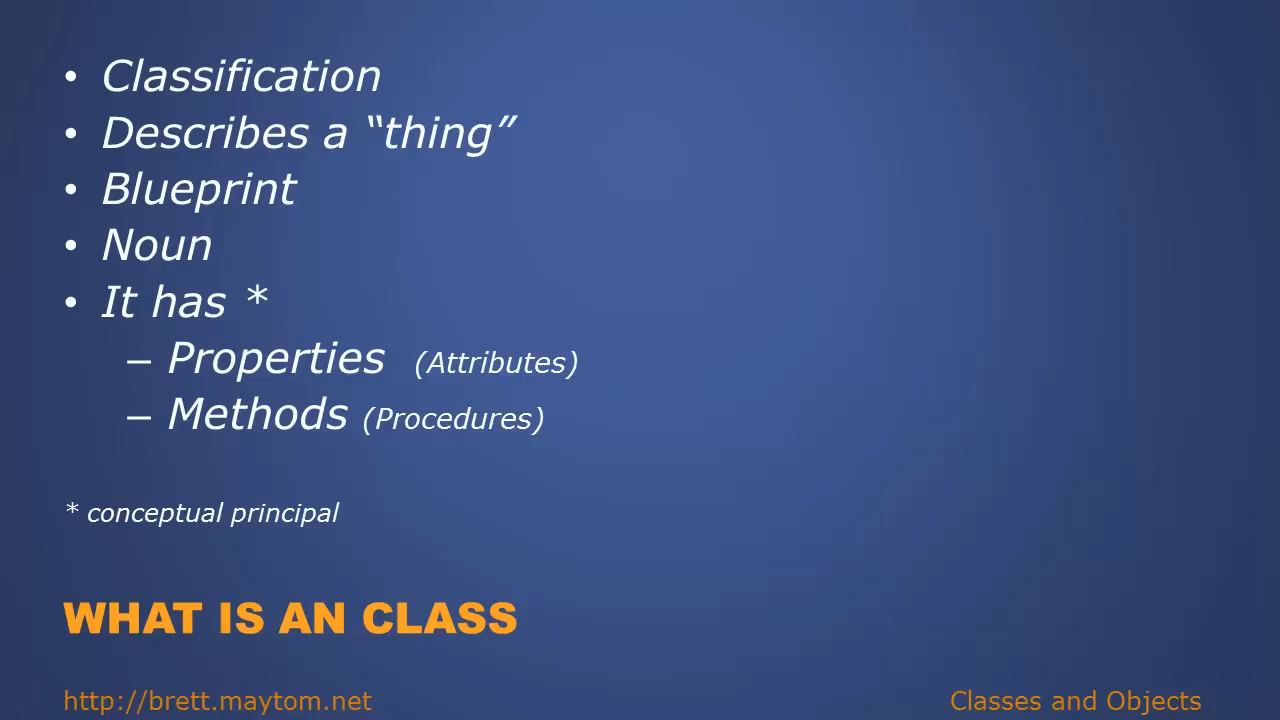 • Classification
• Describes a “thing”
• Blueprint
• Noun
• It has *
– Properties (Attributes)
– Methods (Procedures)
* conceptual principal
WHAT IS AN CLASS
http://brett.maytom.net
Classes and Objects